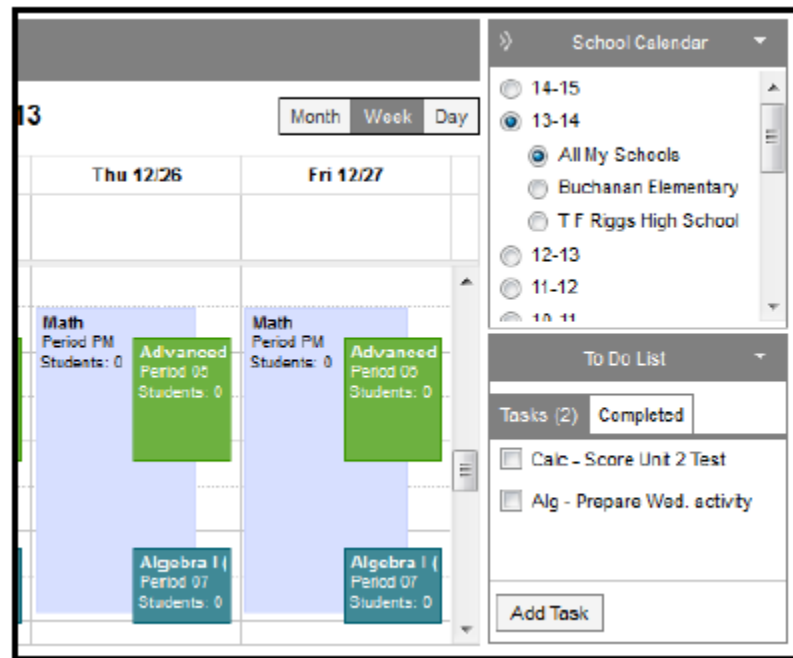 13
Month Week Day
Thu 12/26 Fri 12/27
Math
Period PM
Students: 0
Advanced
Period 05
Students: 0
Algebra I (
Period 07
Students: 0
Math
Period PM
Students: 0
Advanced
Period 05
Students: 0
Algebra I (
Period 07
Students: 0
School Calendar
14-15
13-14
All My Schools
Buchanan Elementary
T F Riggs High School
12-13
11-12
10-11
To Do List
Tasks (2) Completed
Calc - Score Unit 2 Test
Alg - Prepare Wed. activity
Add Task